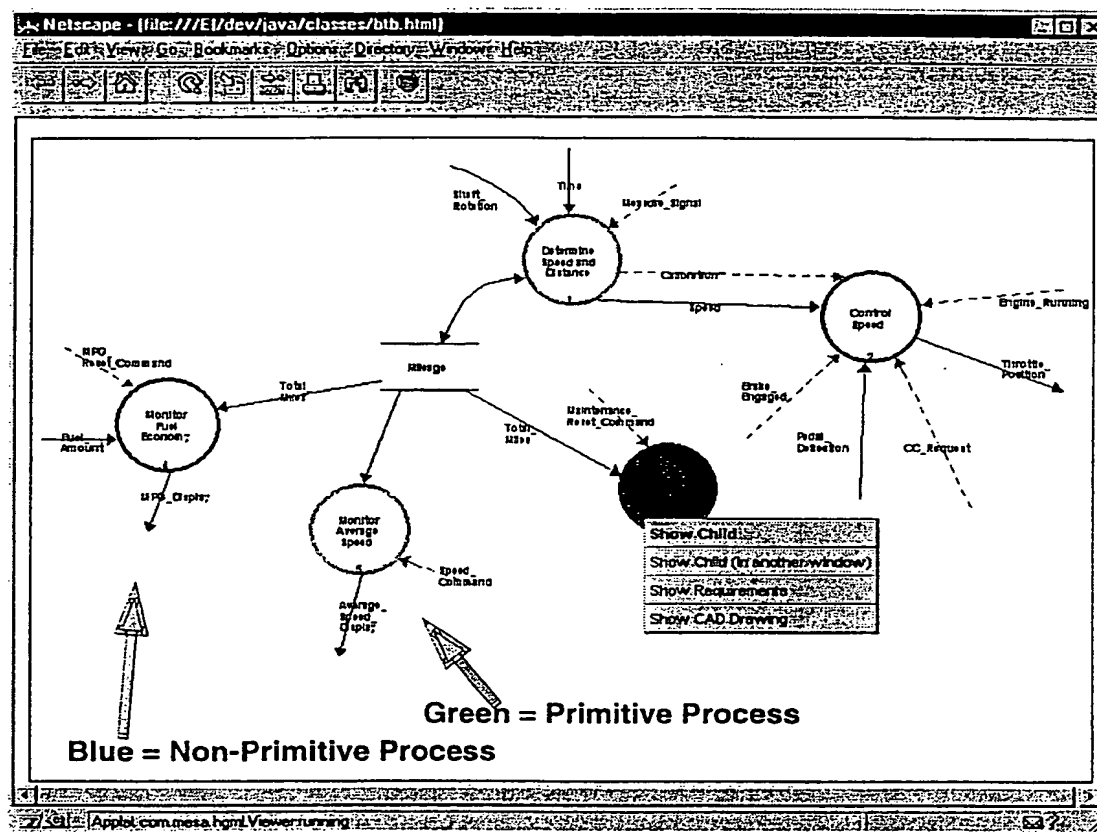 Netscape - [file:///E|/dev/java/classes/btb.html]
File Edit View Go Bookmarks Options Directory Window Help
Shaft_
Rotation
Time
Determine
Speed and
Distance
1
Calibration
Speed
Control
Speed
2
Engine_Running
Throttle_
Position
MPG_
Reset_Command
Mileage
Total_
Miles
Monitor
Fuel
Economy
Fuel_
Amount
MPG_Display
Total_
Miles
Maintenance_
Reset_Command
Brake_
Engaged
Pedal_
Deflection
CC_Request
Monitor
Average
Speed
Speed_
Command
Average_
Speed_
Display
Show Child
Show Child (in another window)
Show Requirements
Show CAD Drawing
Green = Primitive Process
Blue = Non-Primitive Process
Applet com.mesa.hgml.Viewer running